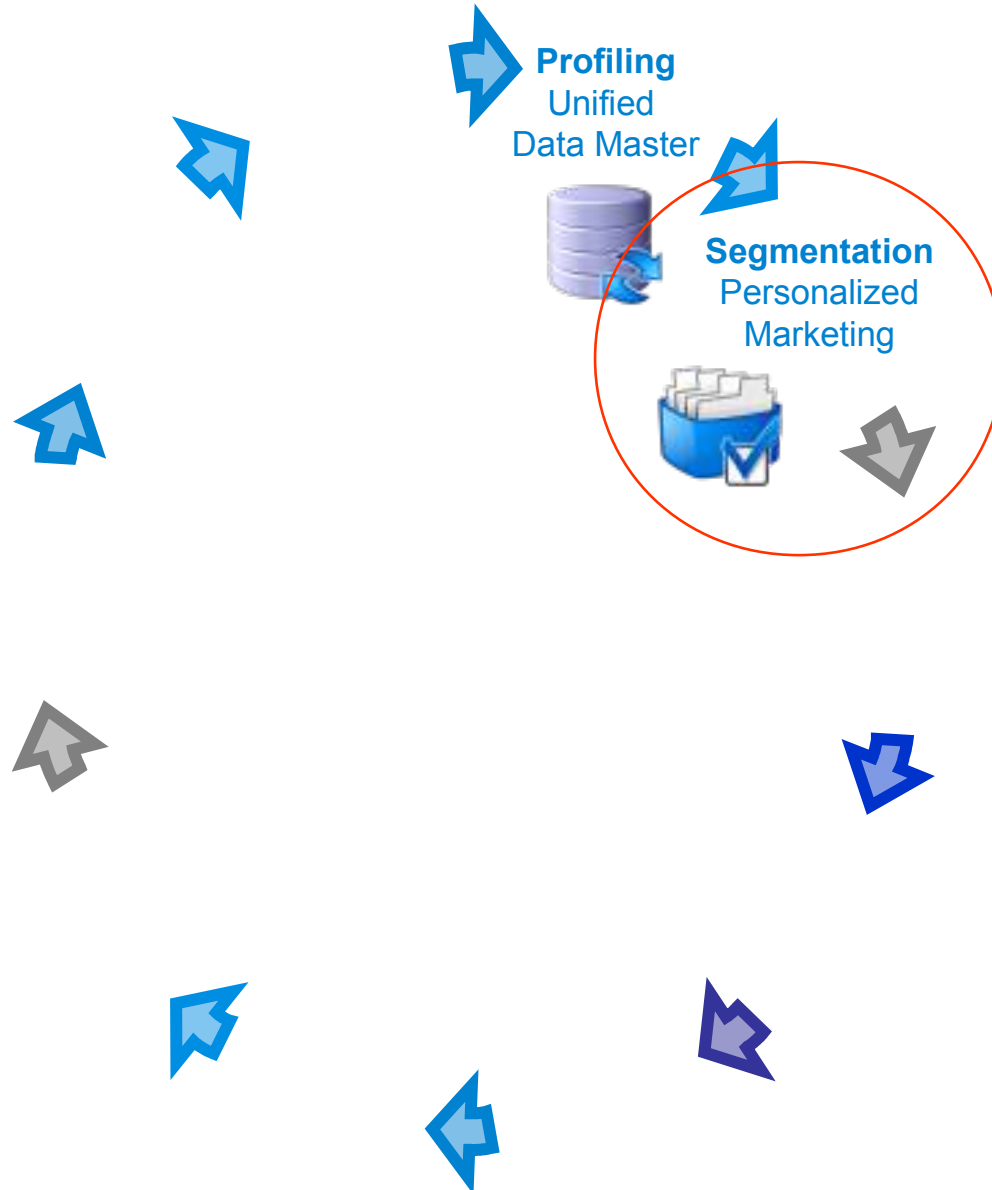 Profiling
Unified
Data Master
Segmentation
Personalized
Marketing